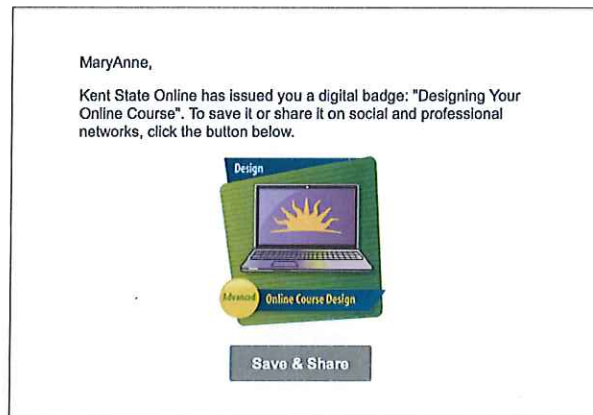 MaryAnne,
Kent State Online has issued you a digital badge: "Designing Your
Online Course". To save it or share it on social and professional
networks, click the button below.
Design
Advanced
Online Course Design
Save & Share